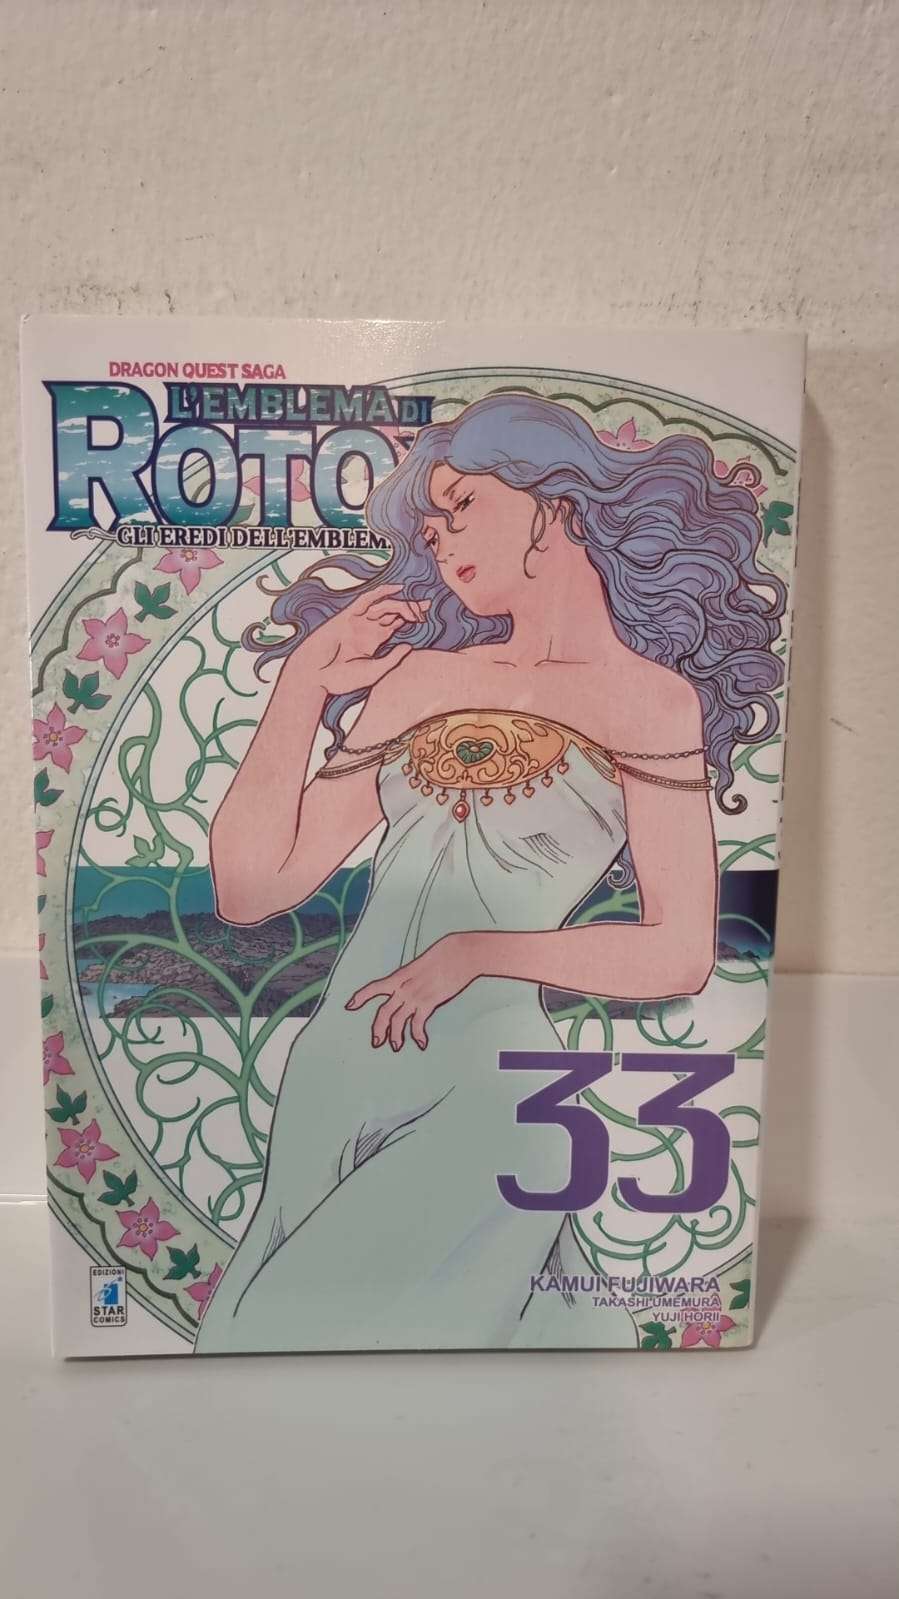 DRAGON QUEST SAGA
L'EMBLEMA DI
ROTO
GLI EREDI DELL'EMBLEM
33
KAMUI FUJIWARA
TAKASHI UMEMURA
YUJI HORII
EDIZIONI
STAR
COMICS